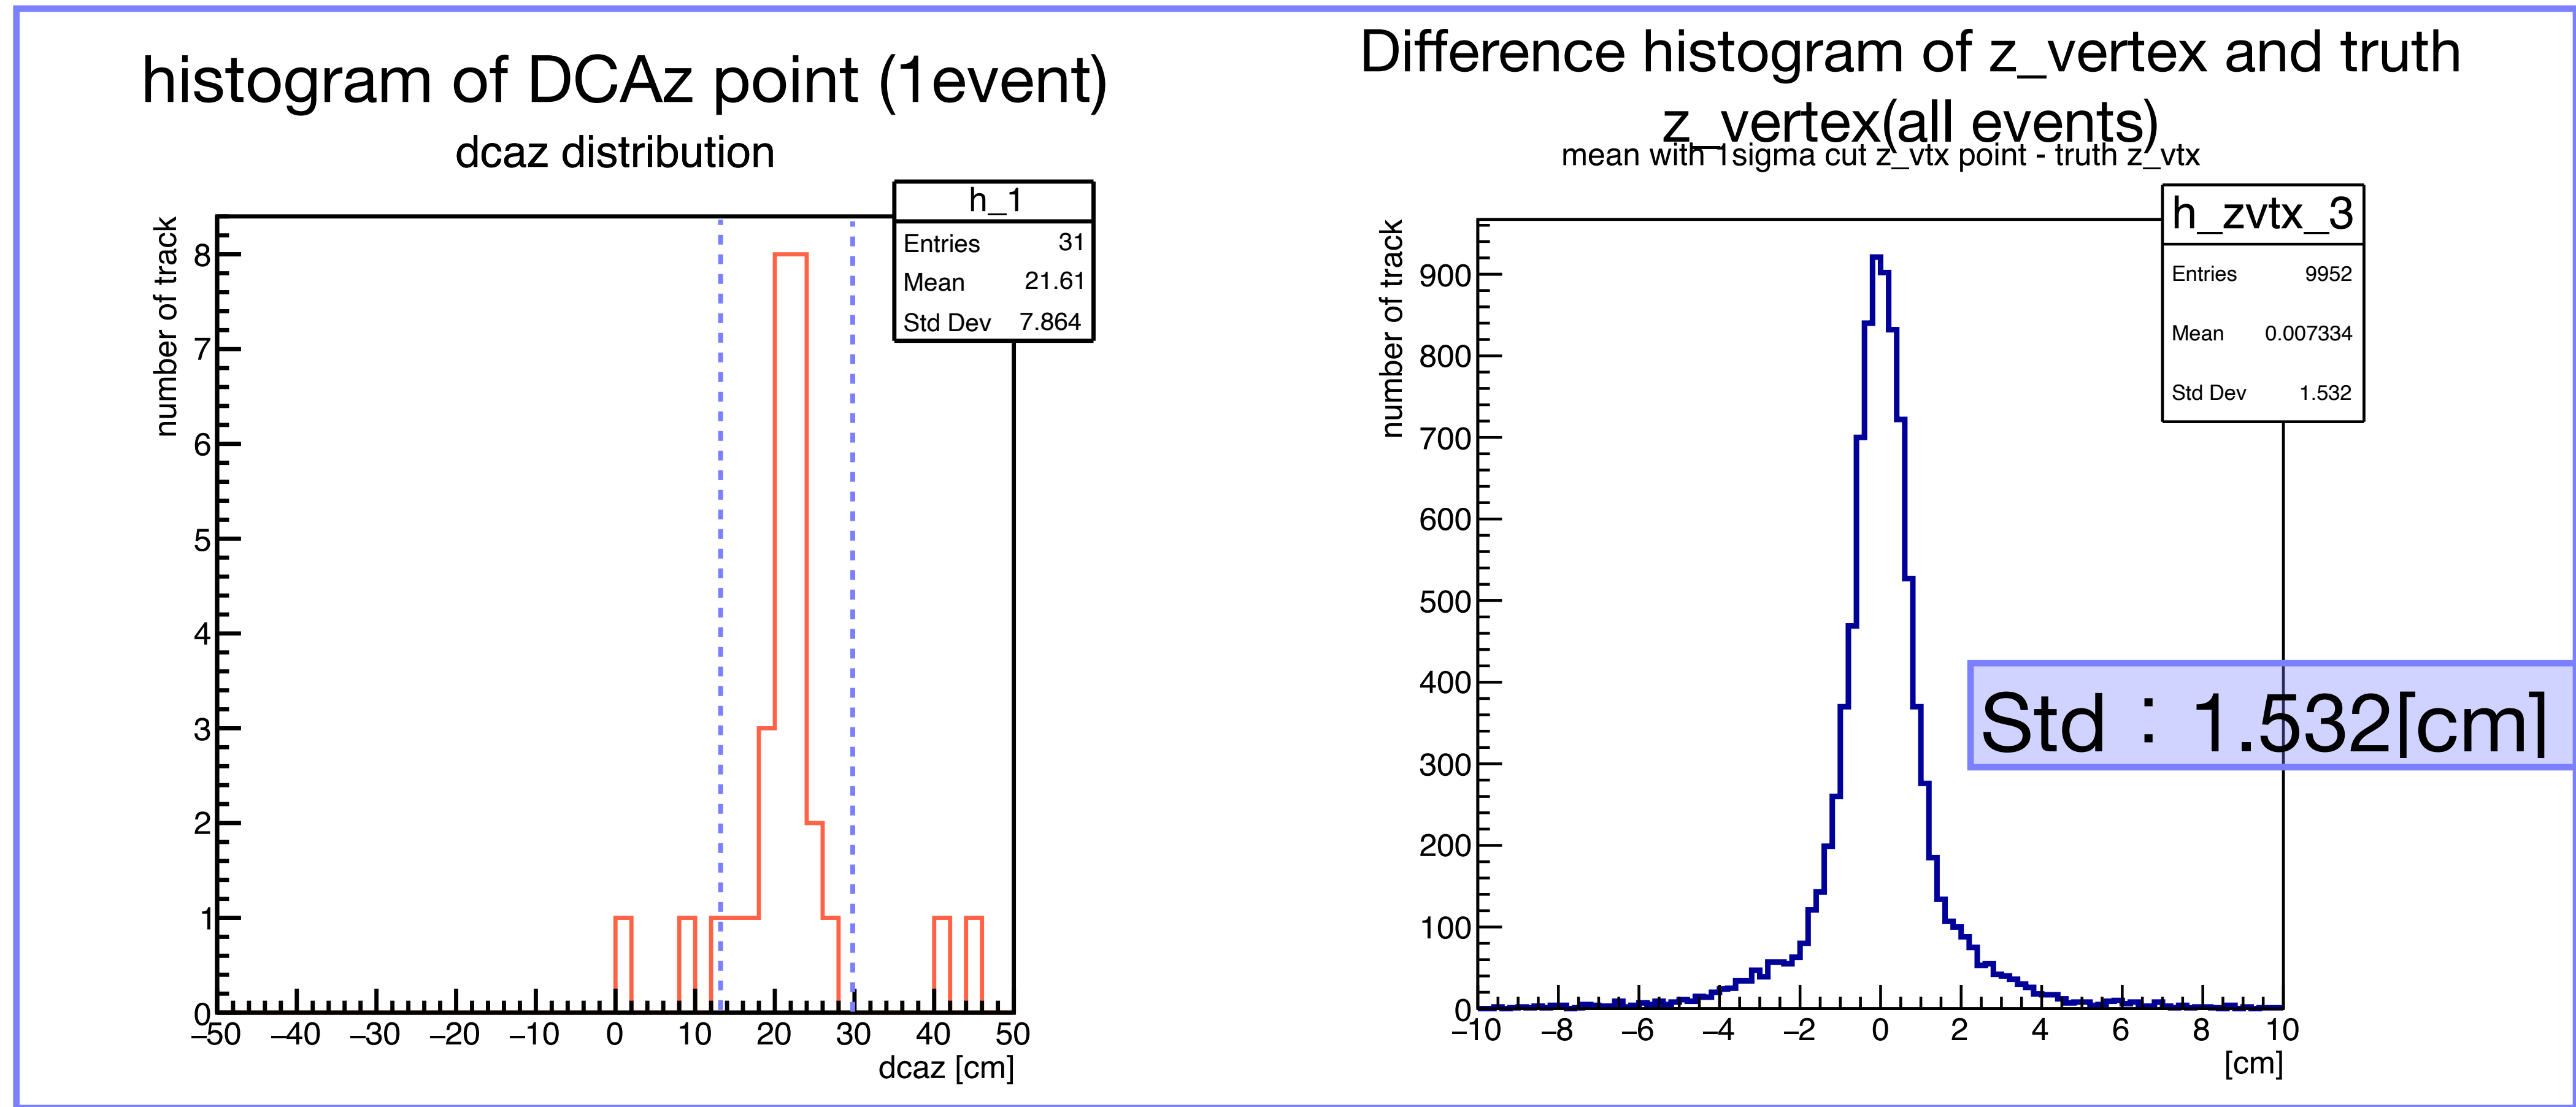 histogram of DCAz point (1event)
dcaz distribution
h_1
Entries 31
Mean 21.61
Std Dev 7.864
number of track
8
7
6
5
4
3
2
1
0
−50 −40 −30 −20 −10 0 10 20 30 40 50
dcaz [cm]
Difference histogram of z_vertex and truth
z_vertex(all events)
mean with 1sigma cut z_vtx point - truth z_vtx
h_zvtx_3
Entries 9952
Mean 0.007334
Std Dev 1.532
number of track
900
800
700
600
500
400
300
200
100
0
−10 −8 −6 −4 −2 0 2 4 6 8 10
[cm]
Std：1.532[cm]